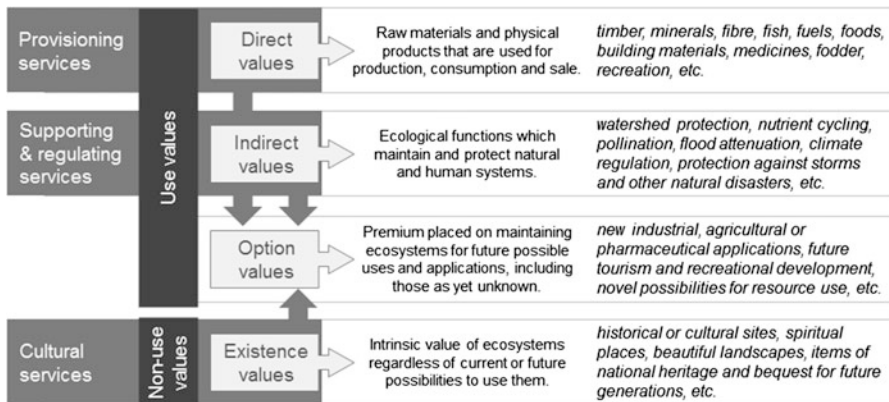 Provisioning
services
Direct
values
Raw materials and physical
products that are used for
production, consumption and sale.
timber, minerals, fibre, fish, fuels, foods,
building materials, medicines, fodder,
recreation, etc.
Use values
Supporting
& regulating
services
Indirect
values
Ecological functions which
maintain and protect natural
and human systems.
watershed protection, nutrient cycling,
pollination, flood attenuation, climate
regulation, protection against storms
and other natural disasters, etc.
Option
values
Premium placed on maintaining
ecosystems for future possible
uses and applications, including
those as yet unknown.
new industrial, agricultural or
pharmaceutical applications, future
tourism and recreational development,
novel possibilities for resource use, etc.
Cultural
services
Non-use
values
Existence
values
Intrinsic value of ecosystems
regardless of current or future
possibilities to use them.
historical or cultural sites, spiritual
places, beautiful landscapes, items of
national heritage and bequest for future
generations, etc.